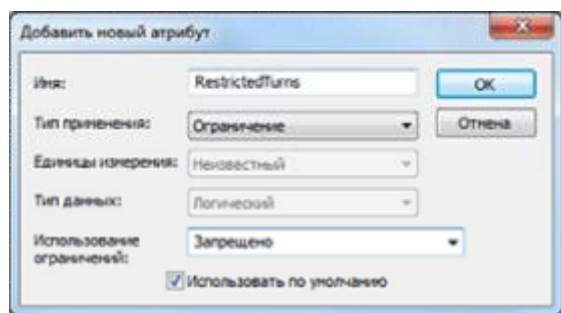 Добавить новый атрибут
Имя: RestrictedTurns OK
Тип применения: Ограничение Отмена
Единицы измерения: Неизвестный
Тип данных: Логический
Использование ограничений: Запрещено
Использовать по умолчанию